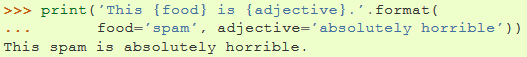 >>> print('This {food} is {adjective}.'.format(
...       food='spam', adjective='absolutely horrible'))
This spam is absolutely horrible.